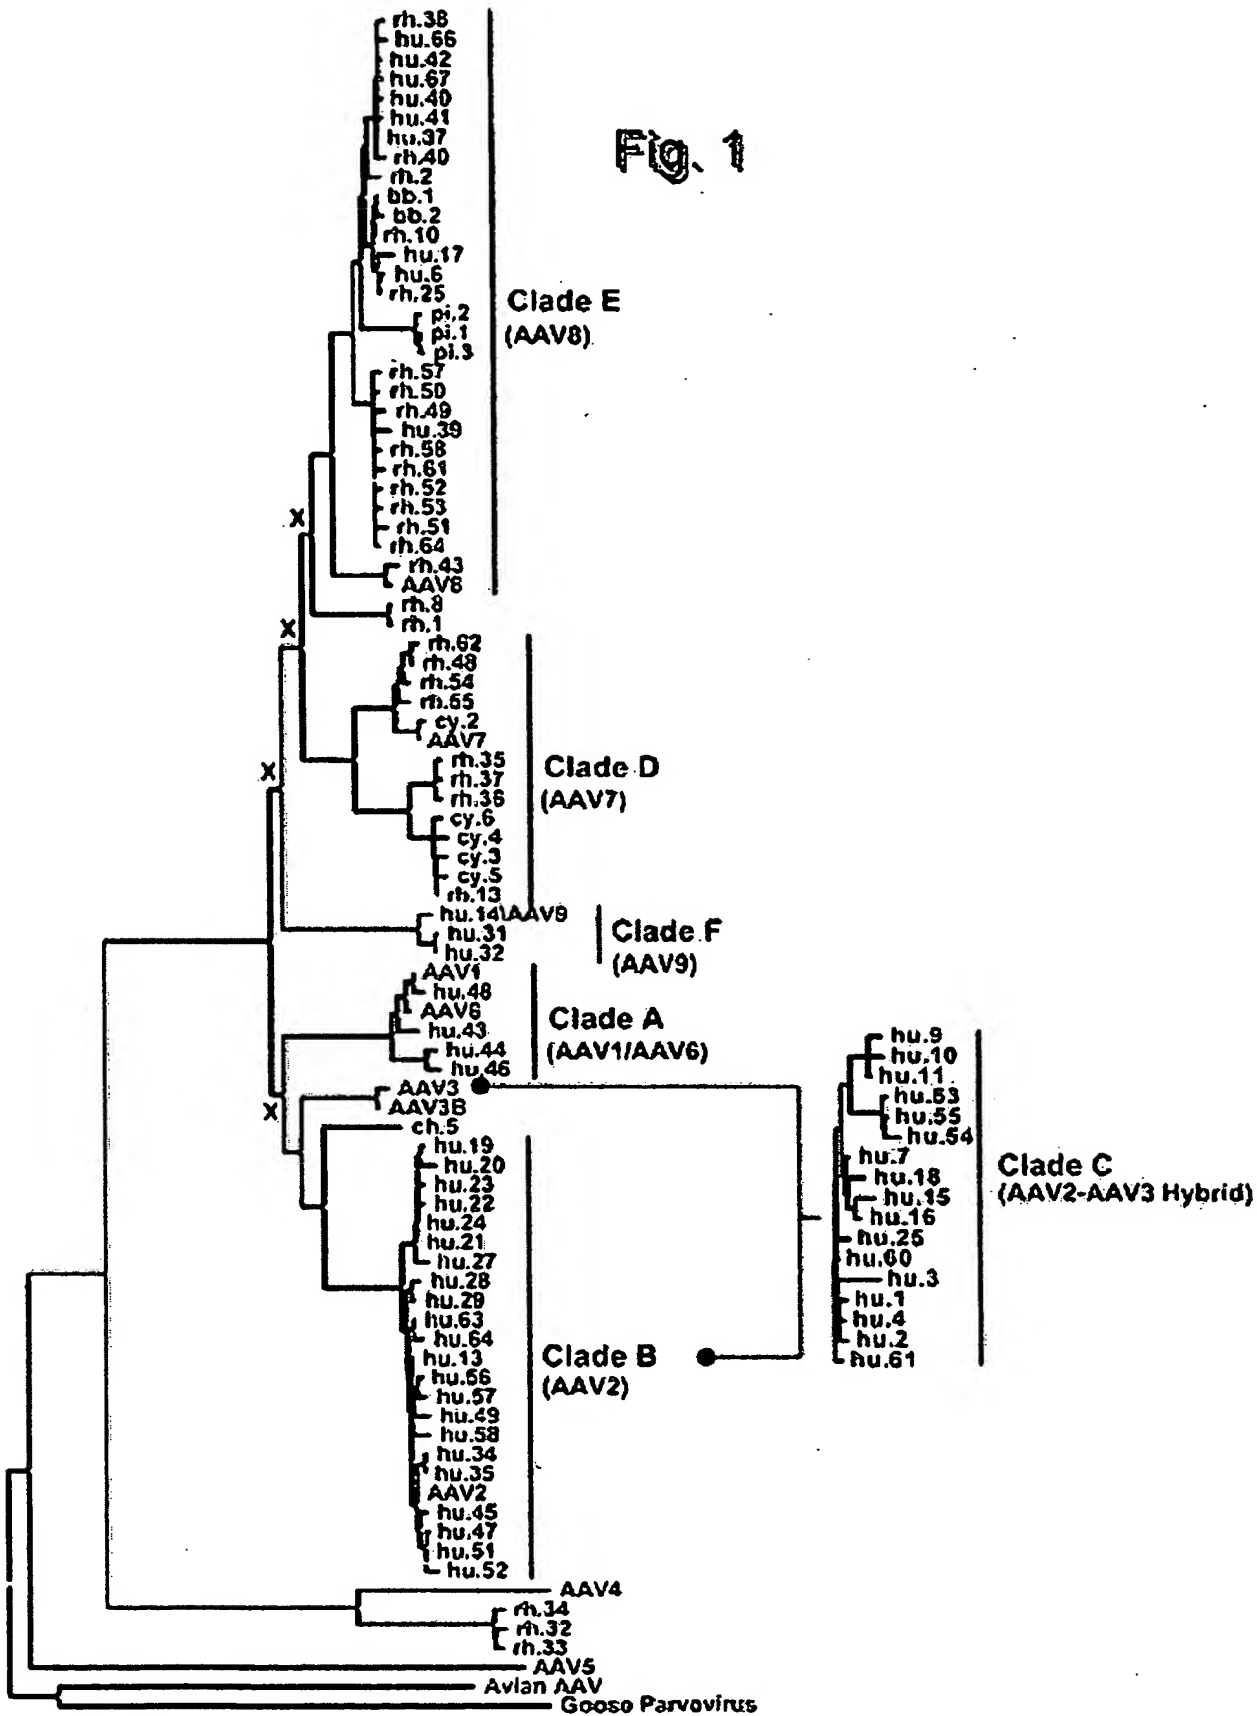 Fig. 1
rh.38
hu.66
hu.42
hu.67
hu.40
hu.41
hu.37
rh.40
rh.2
bb.1
bb.2
rh.10
hu.17
hu.6
rh.25
pi.2
pi.1
pi.3
rh.57
rh.50
rh.49
hu.39
rh.58
rh.61
rh.52
rh.53
rh.51
rh.64
rh.43
AAV8
Clade E
(AAV8)
rh.8
rh.1
X
X
X
X
rh.62
rh.48
rh.54
rh.55
cy.2
AAV7
rh.35
rh.37
rh.36
cy.6
cy.4
cy.3
cy.5
rh.13
Clade D
(AAV7)
hu.14\AAV9
hu.31
hu.32
Clade F
(AAV9)
AAV1
hu.48
AAV6
hu.43
hu.44
hu.46
Clade A
(AAV1/AAV6)
AAV3
AAV3B
ch.5
hu.19
hu.20
hu.23
hu.22
hu.24
hu.21
hu.27
hu.28
hu.29
hu.63
hu.64
hu.13
hu.56
hu.57
hu.49
hu.58
hu.34
hu.35
AAV2
hu.45
hu.47
hu.51
hu.52
Clade B
(AAV2)
hu.9
hu.10
hu.11
hu.53
hu.55
hu.54
hu.7
hu.18
hu.15
hu.16
hu.25
hu.60
hu.3
hu.1
hu.4
hu.2
hu.61
Clade C
(AAV2-AAV3 Hybrid)
AAV4
rh.34
rh.32
rh.33
AAV5
Avian AAV
Goose Parvovirus